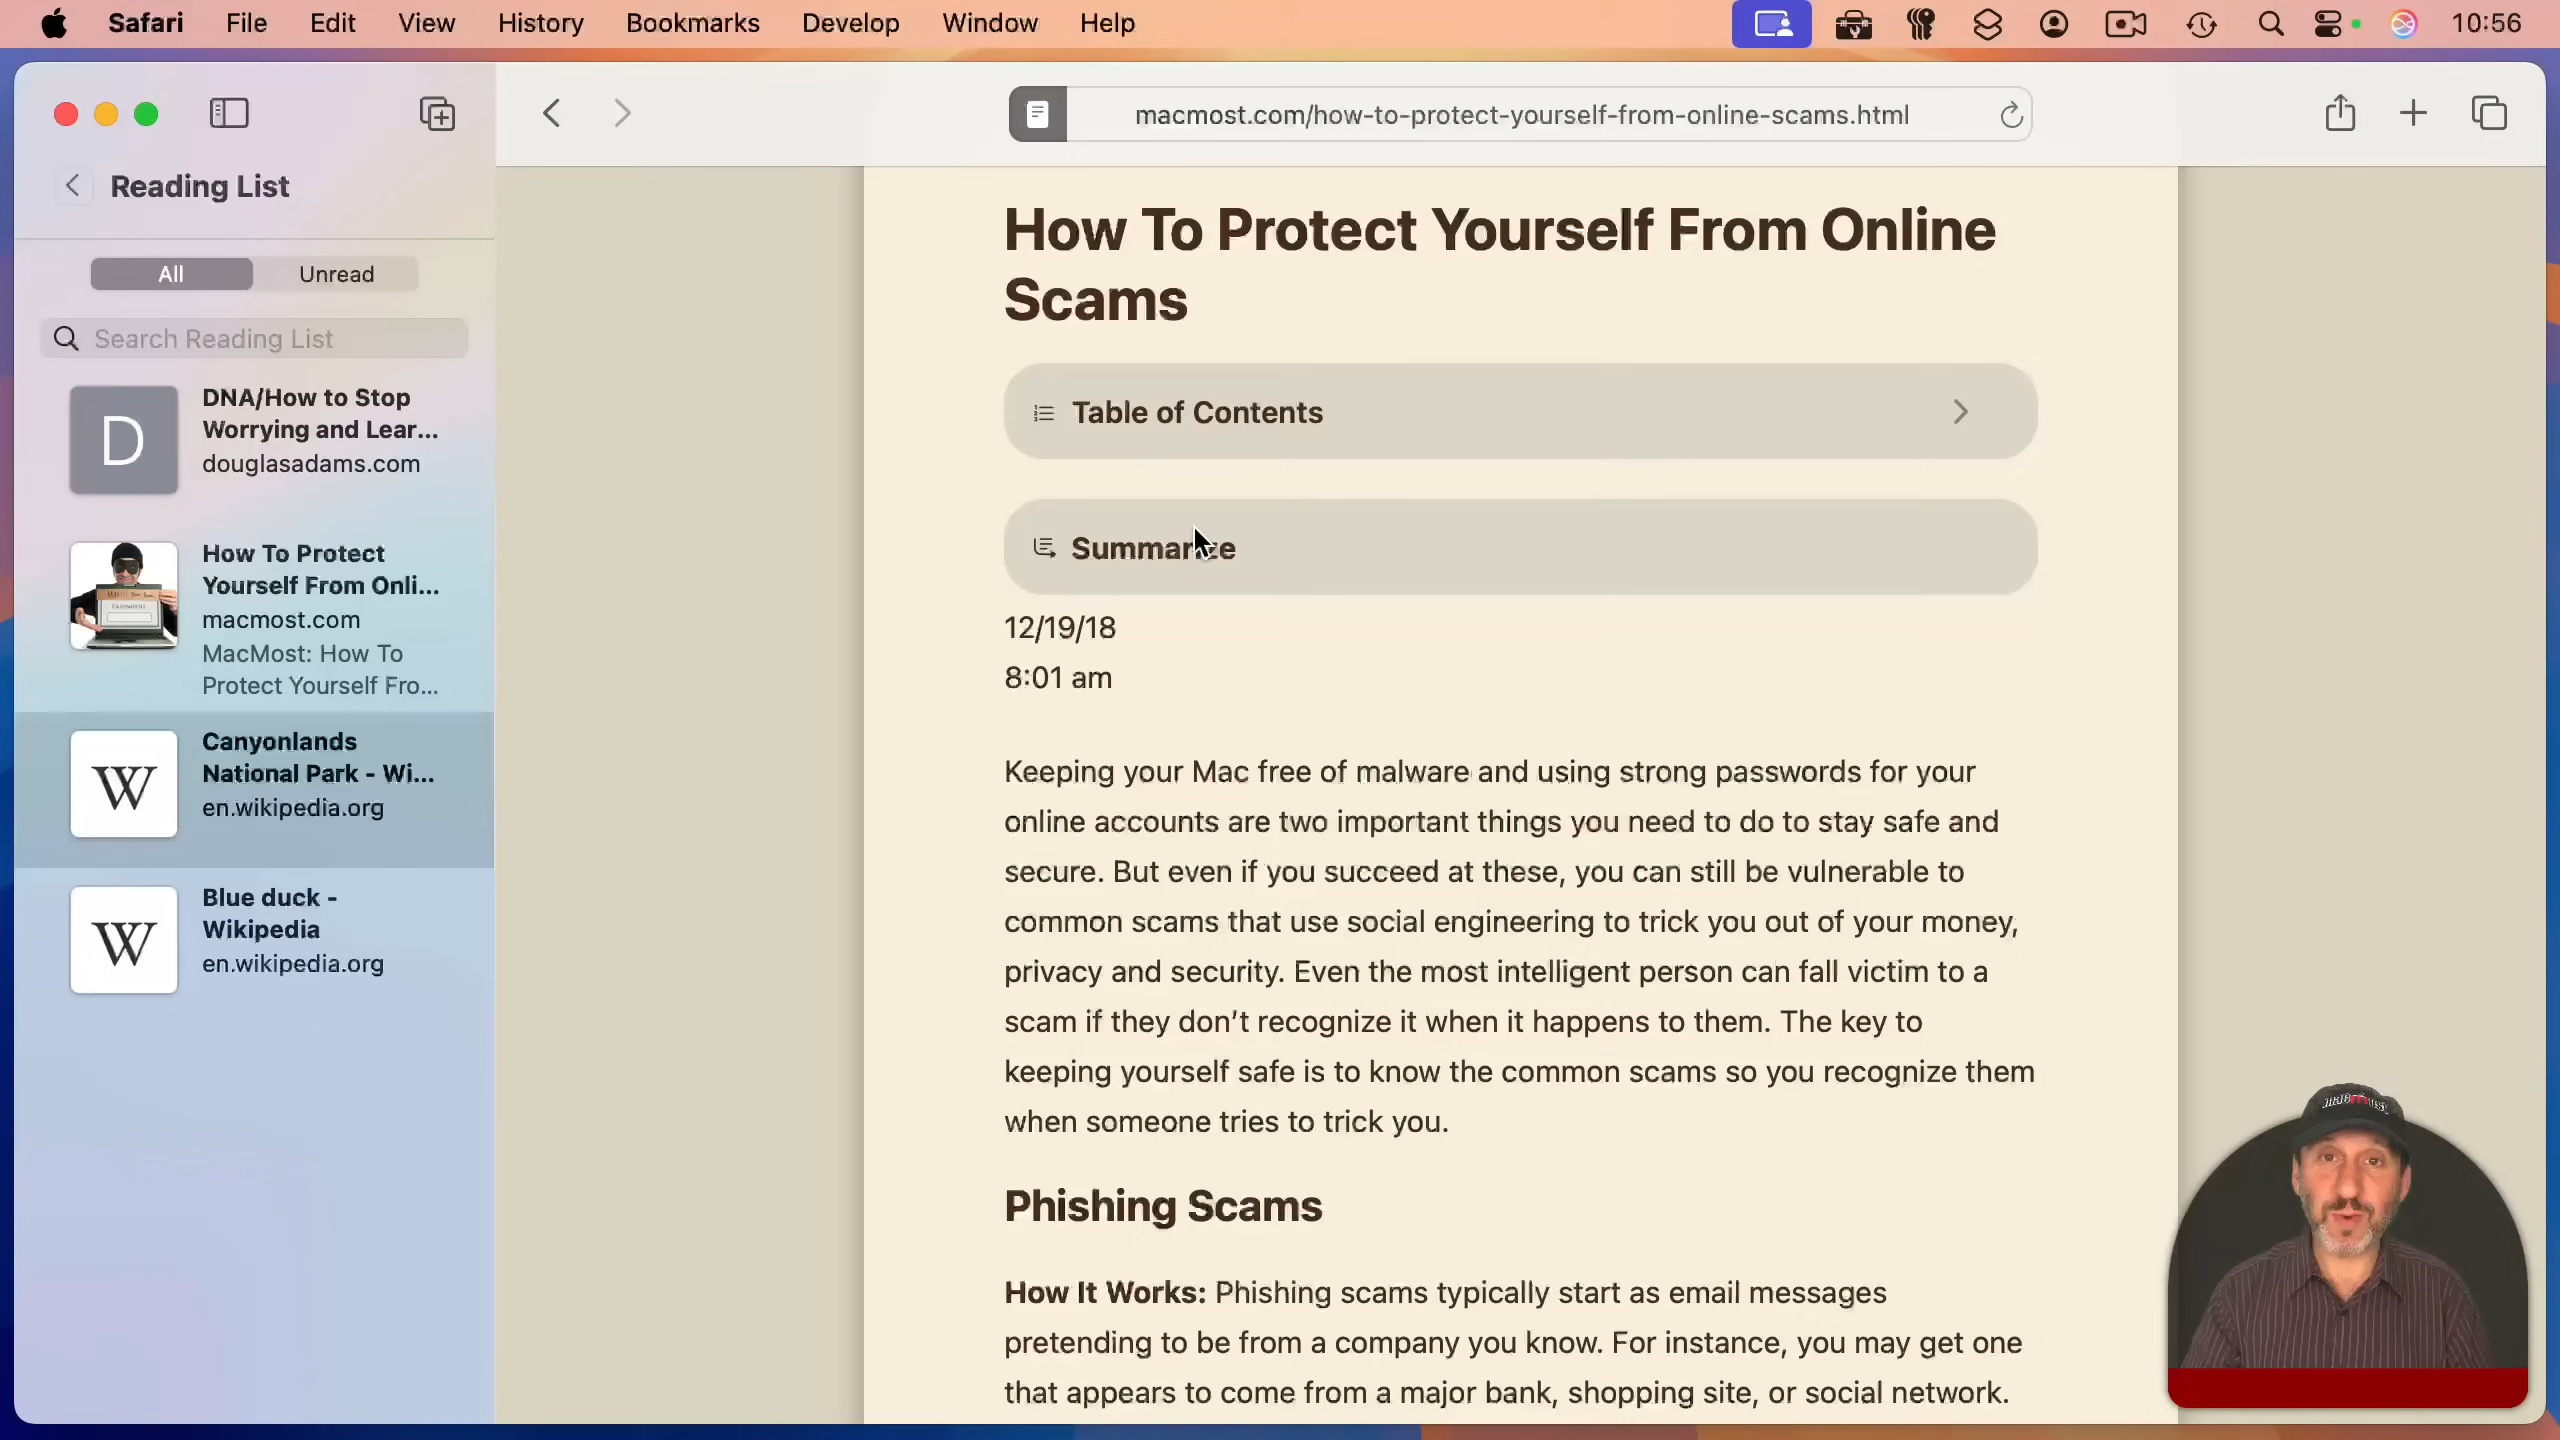 Safari File Edit View History Bookmarks Develop Window Help 10:56
macmost.com/how-to-protect-yourself-from-online-scams.html
Reading List
All Unread
Search Reading List
D
DNA/How to Stop
Worrying and Lear...
douglasadams.com
How To Protect
Yourself From Onli...
macmost.com
MacMost: How To
Protect Yourself Fro...
W
Canyonlands
National Park - Wi...
en.wikipedia.org
W
Blue duck -
Wikipedia
en.wikipedia.org
How To Protect Yourself From Online
Scams
Table of Contents
Summarize
12/19/18
8:01 am
Keeping your Mac free of malware and using strong passwords for your
online accounts are two important things you need to do to stay safe and
secure. But even if you succeed at these, you can still be vulnerable to
common scams that use social engineering to trick you out of your money,
privacy and security. Even the most intelligent person can fall victim to a
scam if they don't recognize it when it happens to them. The key to
keeping yourself safe is to know the common scams so you recognize them
when someone tries to trick you.
Phishing Scams
How It Works: Phishing scams typically start as email messages
pretending to be from a company you know. For instance, you may get one
that appears to come from a major bank, shopping site, or social network.